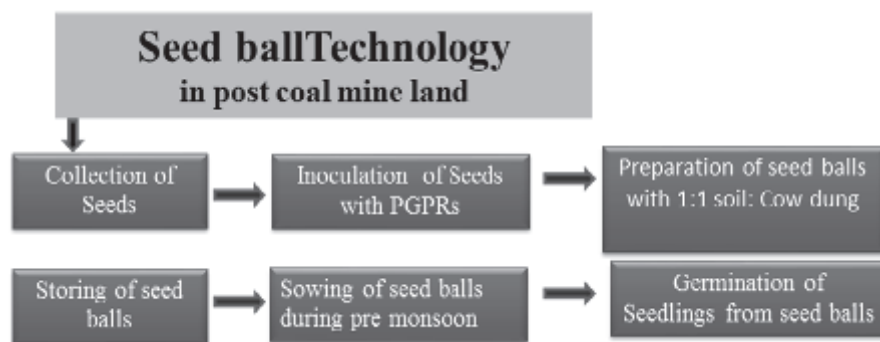 Seed ballTechnology
in post coal mine land
Collection of
Seeds
Inoculation of Seeds
with PGPRs
Preparation of seed balls
with 1:1 soil: Cow dung
Storing of seed
balls
Sowing of seed balls
during pre monsoon
Germination of
Seedlings from seed balls